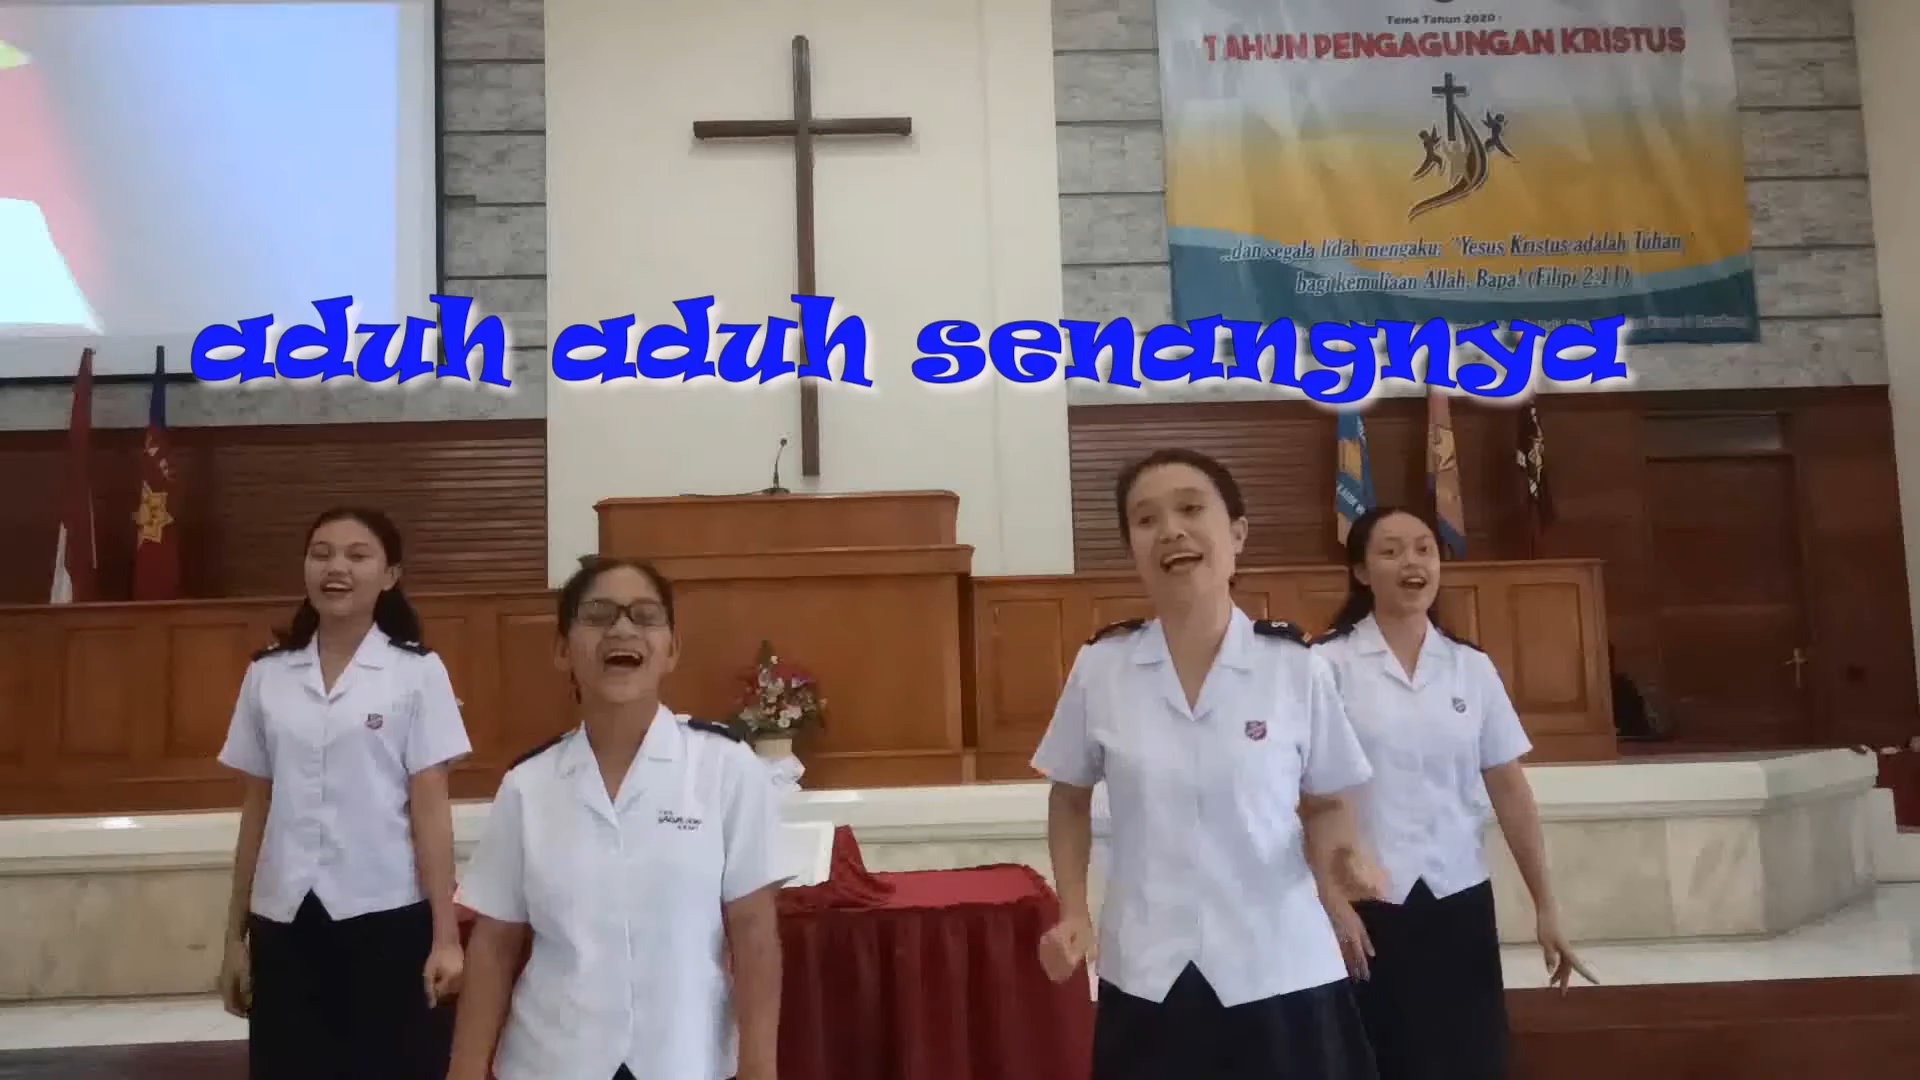 Tema Tahun 2020 :
TAHUN PENGAGUNGAN KRISTUS
..dan segala lidah mengaku: "Yesus Kristus adalah Tuhan,"
bagi kemuliaan Allah, Bapa! (Filipi 2:11)
aduh aduh senangnya